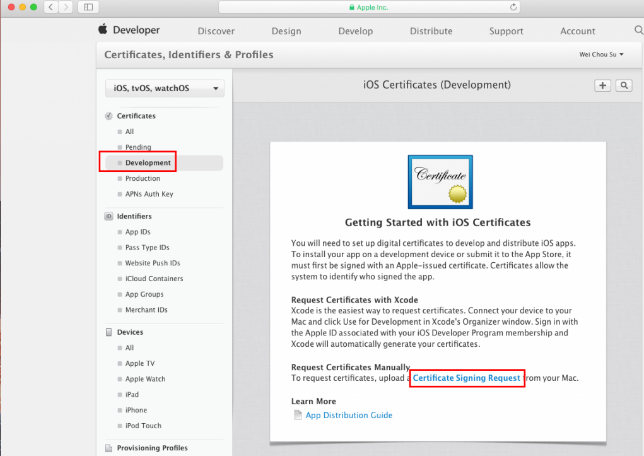 Apple Inc.
Developer
Discover
Design
Develop
Distribute
Support
Account
Certificates, Identifiers & Profiles
Wei Chou Su
iOS, tvOS, watchOS
iOS Certificates (Development)
Certificates
All
Pending
Development
Production
APNs Auth Key
Identifiers
App IDs
Pass Type IDs
Website Push IDs
iCloud Containers
App Groups
Merchant IDs
Devices
All
Apple TV
Apple Watch
iPad
iPhone
iPod Touch
Provisioning Profiles
Certificate
Getting Started with iOS Certificates
You will need to set up digital certificates to develop and distribute iOS apps.
To install your app on a development device or submit it to the App Store, it
must first be signed with an Apple-issued certificate. Certificates allow the
system to identify who signed the app.
Request Certificates with Xcode
Xcode is the easiest way to request certificates. Connect your device to your
Mac and click Use for Development in Xcode's Organizer window. Sign in with
the Apple ID associated with your iOS Developer Program membership and
Xcode will automatically generate your certificates.
Request Certificates Manually
To request certificates, upload a Certificate Signing Request from your Mac.
Learn More
App Distribution Guide